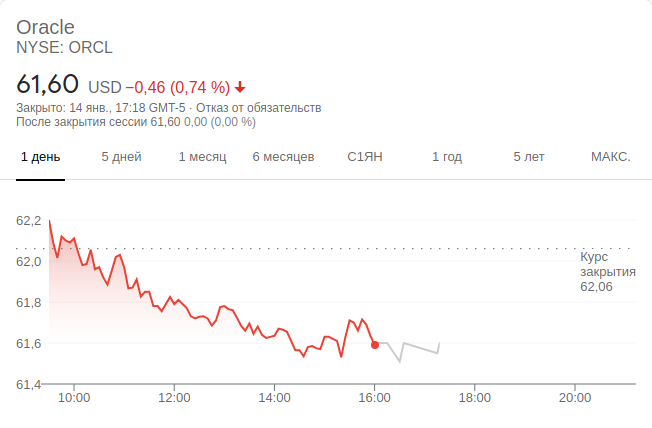 Oracle
NYSE: ORCL
61,60 USD −0,46 (0,74 %)
Закрыто: 14 янв., 17:18 GMT-5 · Отказ от обязательств
После закрытия сессии 61,60 0,00 (0,00 %)
1 день 5 дней 1 месяц 6 месяцев С1ЯН 1 год 5 лет МАКС.
62,2
62,0
61,8
61,6
61,4
Курс
закрытия
62,06
10:00 12:00 14:00 16:00 18:00 20:00